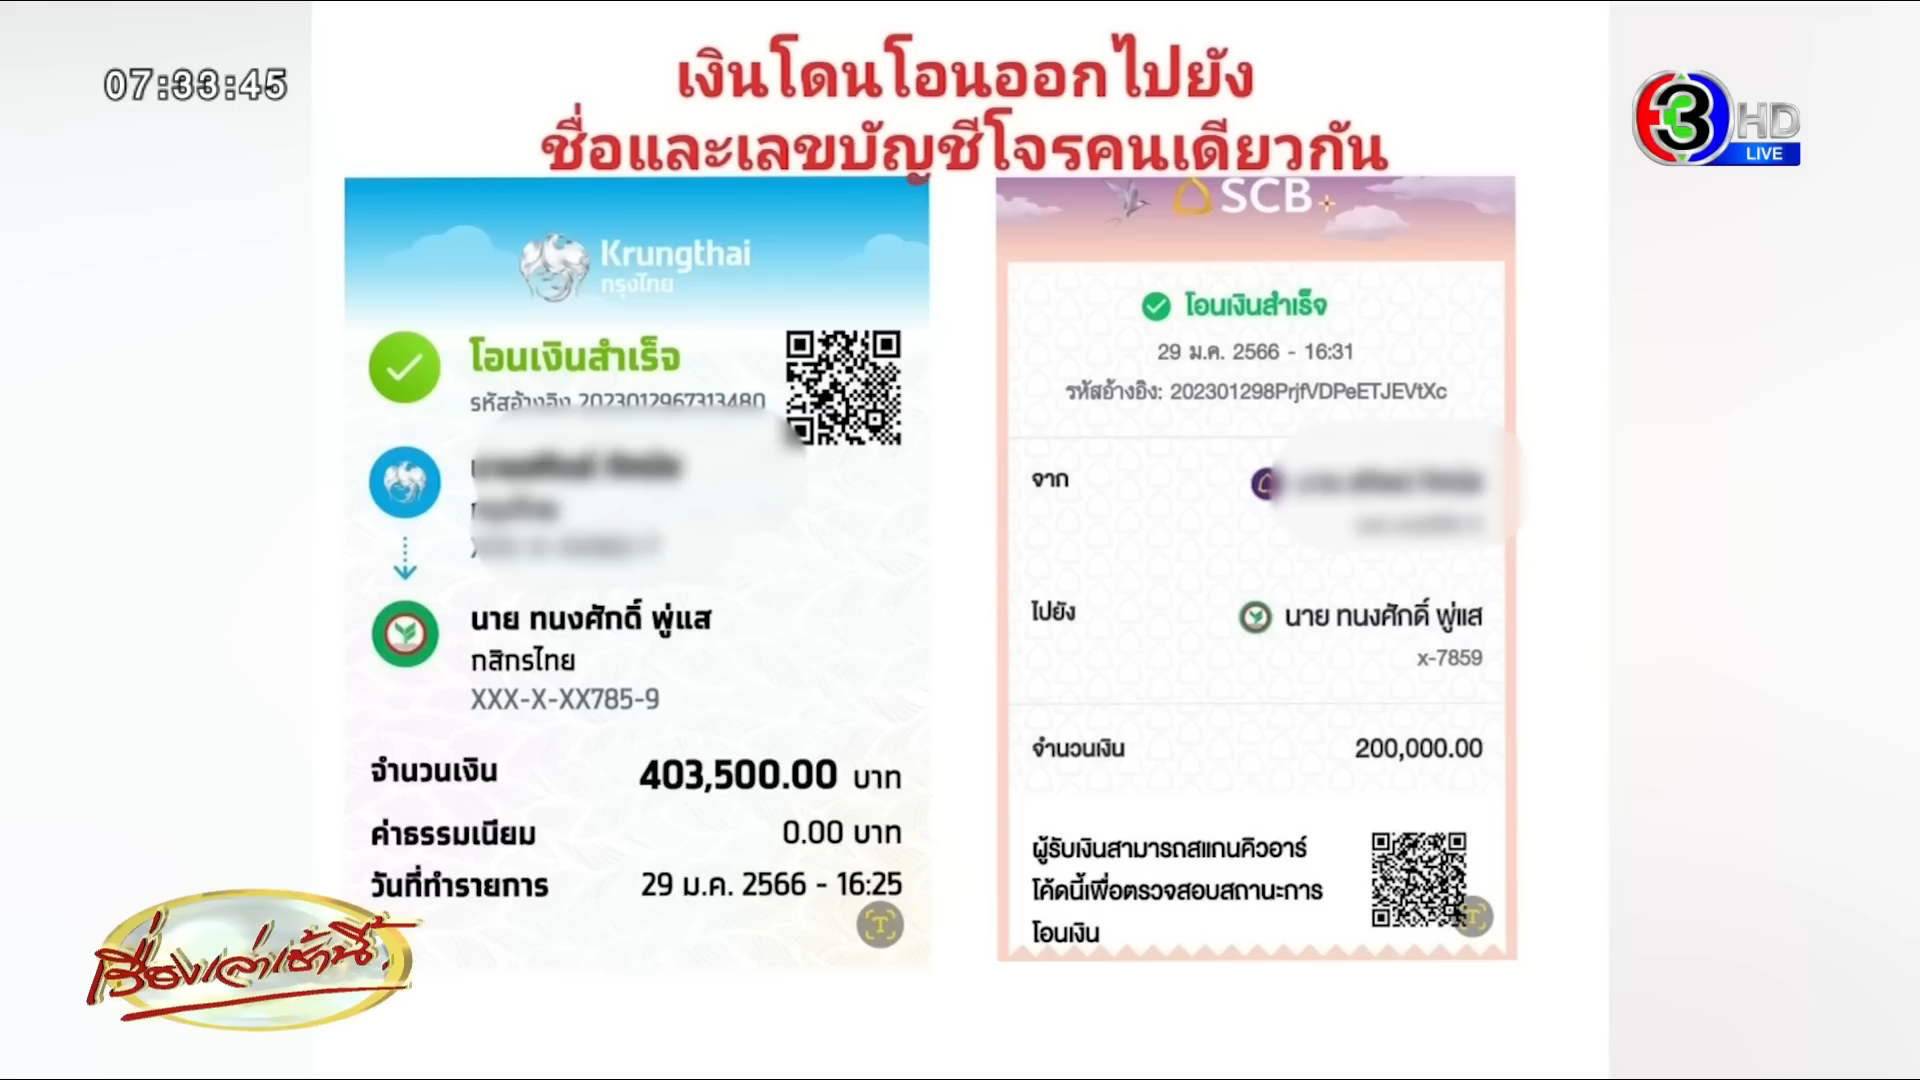 07:33:45
เงินโดนโอนออกไปยัง
ชื่อและเลขบัญชีโจรคนเดียวกัน
3 HD
LIVE
Krungthai
กรุงไทย
โอนเงินสำเร็จ
รหัสอ้างอิง 2023012967313480
นาย ทนงศักดิ์ พู่แส
กสิกรไทย
XXX-X-XX785-9
จำนวนเงิน 403,500.00 บาท
ค่าธรรมเนียม 0.00 บาท
วันที่ทำรายการ 29 ม.ค. 2566 - 16:25
SCB
โอนเงินสำเร็จ
29 ม.ค. 2566 - 16:31
รหัสอ้างอิง: 202301298PrjfVDPeETJEVtXc
จาก
ไปยัง นาย ทนงศักดิ์ พู่แส
x-7859
จำนวนเงิน 200,000.00
ผู้รับเงินสามารถสแกนคิวอาร์
โค้ดนี้เพื่อตรวจสอบสถานะการ
โอนเงิน
เรื่องเล่าเช้านี้